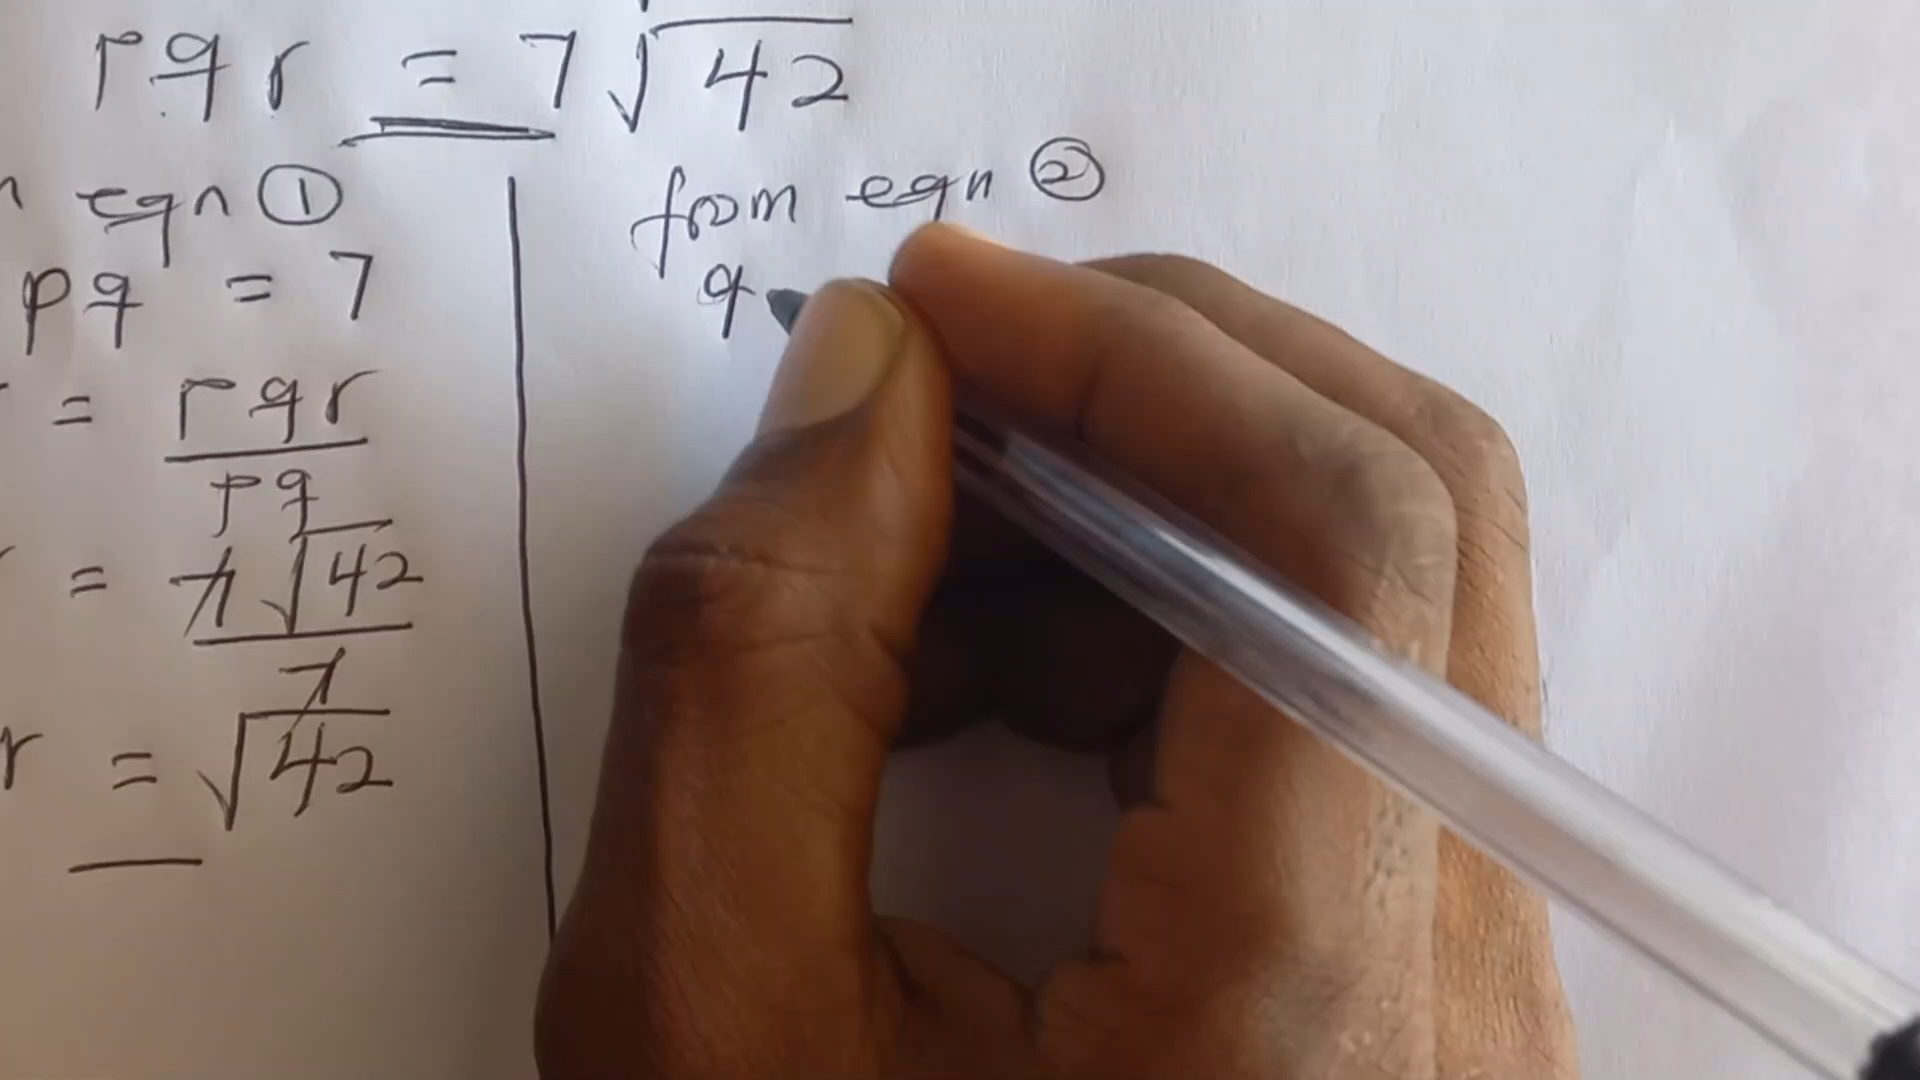 pqr = 7√42
eqn ①
pq = 7
= pqr / pq
= 7√42 / 7
r = √42
from eqn ②
q